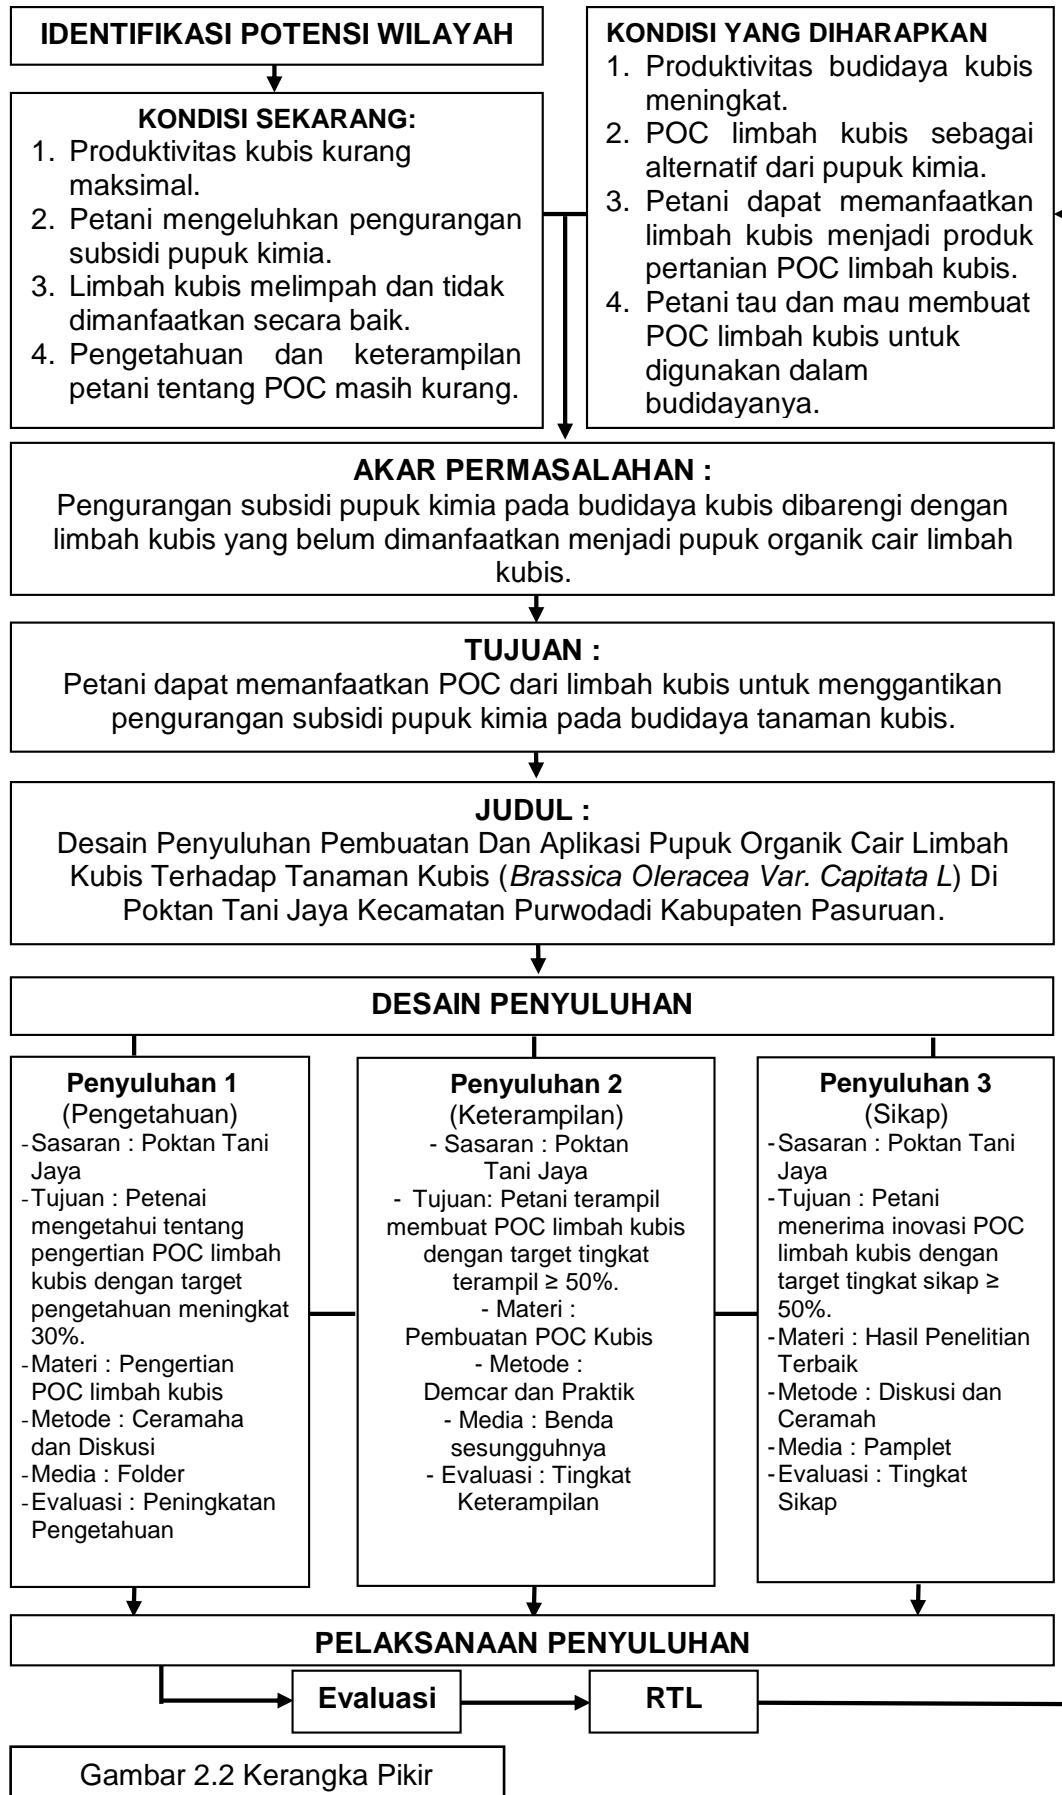 IDENTIFIKASI POTENSI WILAYAH
KONDISI SEKARANG:
1. Produktivitas kubis kurang
maksimal.
2. Petani mengeluhkan pengurangan
subsidi pupuk kimia.
3. Limbah kubis melimpah dan tidak
dimanfaatkan secara baik.
4. Pengetahuan dan keterampilan
petani tentang POC masih kurang.
KONDISI YANG DIHARAPKAN
1. Produktivitas budidaya kubis
meningkat.
2. POC limbah kubis sebagai
alternatif dari pupuk kimia.
3. Petani dapat memanfaatkan
limbah kubis menjadi produk
pertanian POC limbah kubis.
4. Petani tau dan mau membuat
POC limbah kubis untuk
digunakan dalam
budidayanya.
AKAR PERMASALAHAN :
Pengurangan subsidi pupuk kimia pada budidaya kubis dibarengi dengan
limbah kubis yang belum dimanfaatkan menjadi pupuk organik cair limbah
kubis.
TUJUAN :
Petani dapat memanfaatkan POC dari limbah kubis untuk menggantikan
pengurangan subsidi pupuk kimia pada budidaya tanaman kubis.
JUDUL :
Desain Penyuluhan Pembuatan Dan Aplikasi Pupuk Organik Cair Limbah
Kubis Terhadap Tanaman Kubis (Brassica Oleracea Var. Capitata L) Di
Poktan Tani Jaya Kecamatan Purwodadi Kabupaten Pasuruan.
DESAIN PENYULUHAN
Penyuluhan 1
(Pengetahuan)
- Sasaran : Poktan Tani
Jaya
- Tujuan : Petenai
mengetahui tentang
pengertian POC limbah
kubis dengan target
pengetahuan meningkat
30%.
- Materi : Pengertian
POC limbah kubis
- Metode : Ceramaha
dan Diskusi
- Media : Folder
- Evaluasi : Peningkatan
Pengetahuan
Penyuluhan 2
(Keterampilan)
- Sasaran : Poktan
Tani Jaya
- Tujuan: Petani terampil
membuat POC limbah kubis
dengan target tingkat
terampil ≥ 50%.
- Materi :
Pembuatan POC Kubis
- Metode :
Demcar dan Praktik
- Media : Benda
sesungguhnya
- Evaluasi : Tingkat
Keterampilan
Penyuluhan 3
(Sikap)
- Sasaran : Poktan Tani
Jaya
- Tujuan : Petani
menerima inovasi POC
limbah kubis dengan
target tingkat sikap ≥
50%.
- Materi : Hasil Penelitian
Terbaik
- Metode : Diskusi dan
Ceramah
- Media : Pamplet
- Evaluasi : Tingkat
Sikap
PELAKSANAAN PENYULUHAN
Evaluasi
RTL
Gambar 2.2 Kerangka Pikir